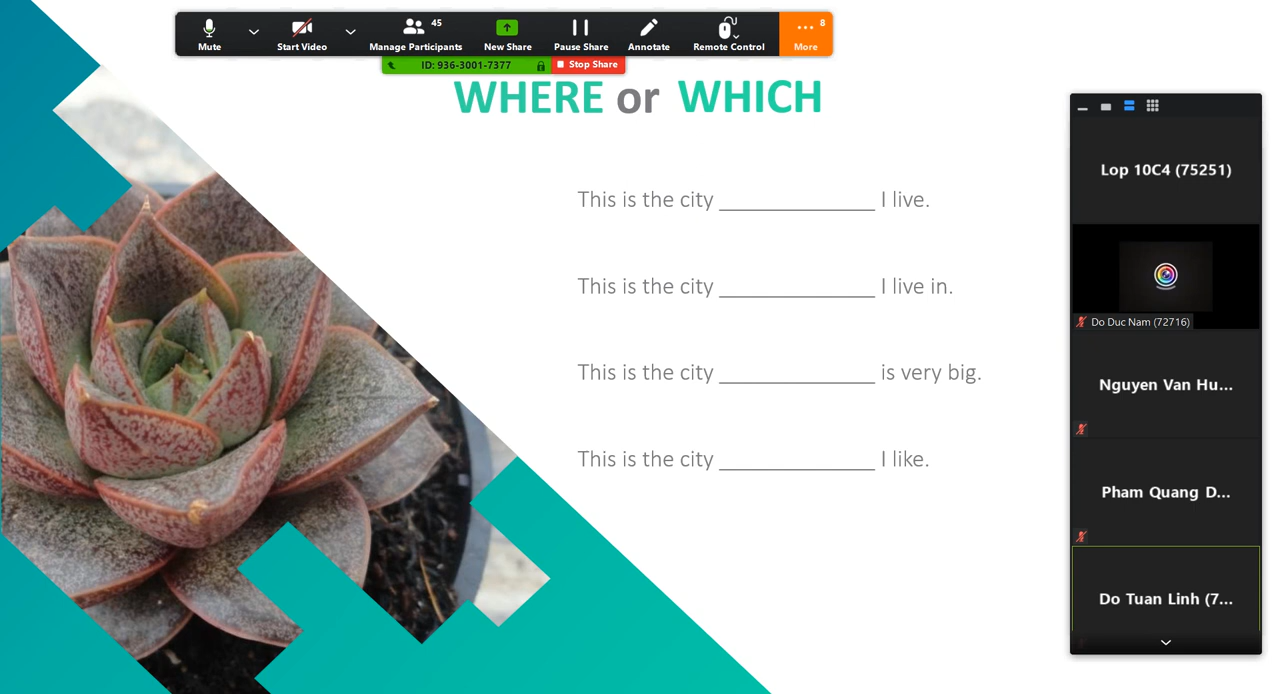 45
8
Mute
Start Video
Manage Participants
New Share
Pause Share
Annotate
Remote Control
More
ID: 936-3001-7377
Stop Share
WHERE or WHICH
This is the city ______________ I live.
This is the city ______________ I live in.
This is the city ______________ is very big.
This is the city ______________ I like.
Lop 10C4 (75251)
Do Duc Nam (72716)
Nguyen Van Hu...
Pham Quang D...
Do Tuan Linh (7...